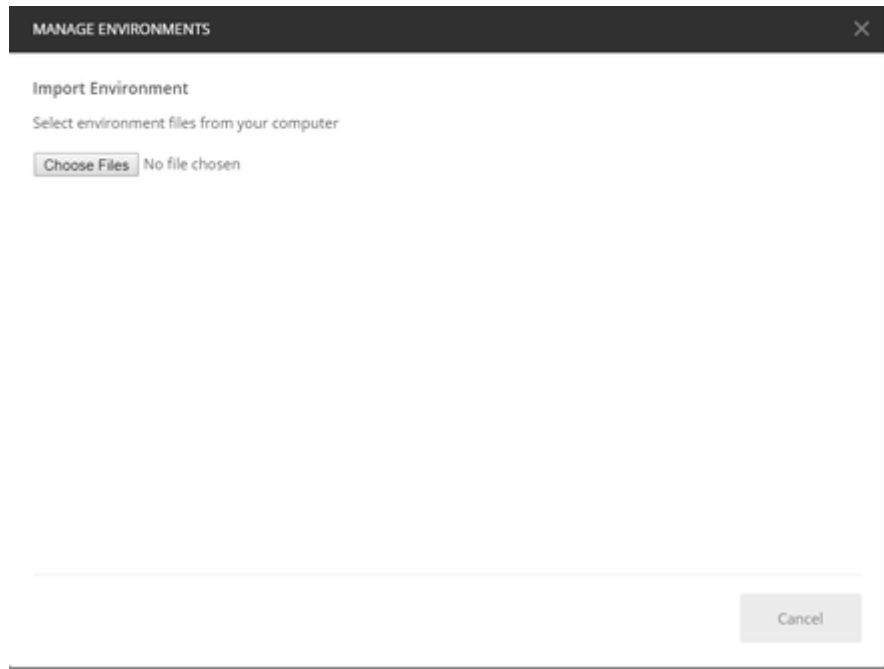 MANAGE ENVIRONMENTS
Import Environment
Select environment files from your computer
Choose Files No file chosen
Cancel